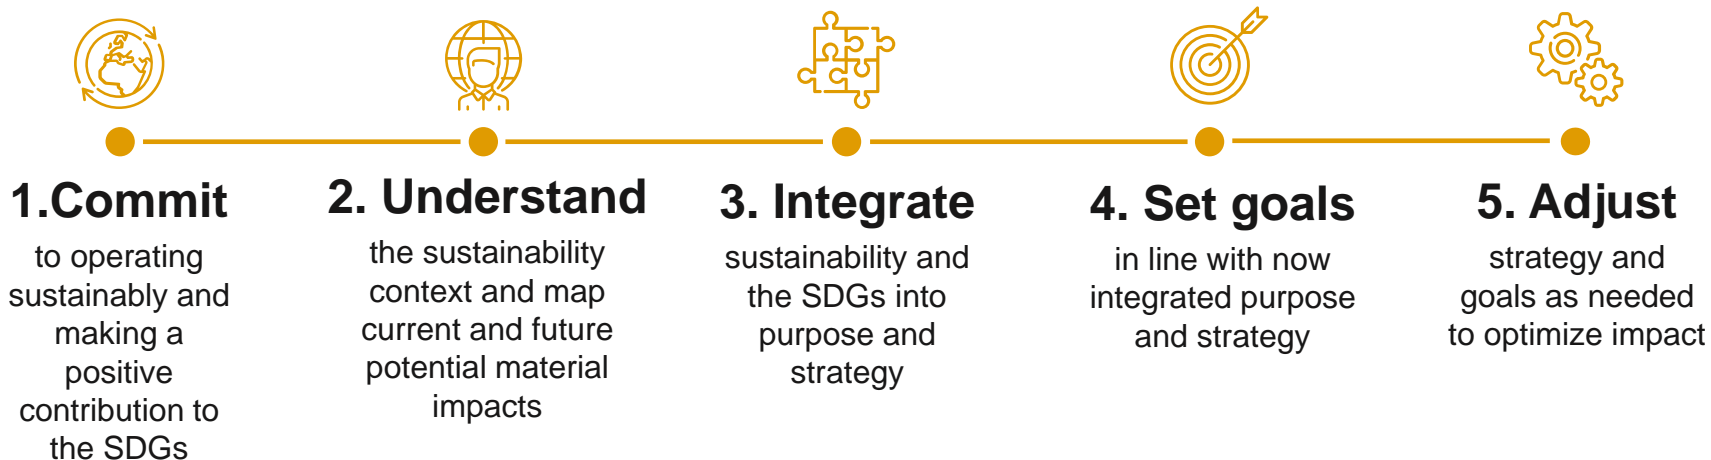 1.Commit
to operating
sustainably and
making a
positive
contribution to
the SDGs
2. Understand
the sustainability
context and map
current and future
potential material
impacts
3. Integrate
sustainability and
the SDGs into
purpose and
strategy
4. Set goals
in line with now
integrated purpose
and strategy
5. Adjust
strategy and
goals as needed
to optimize impact